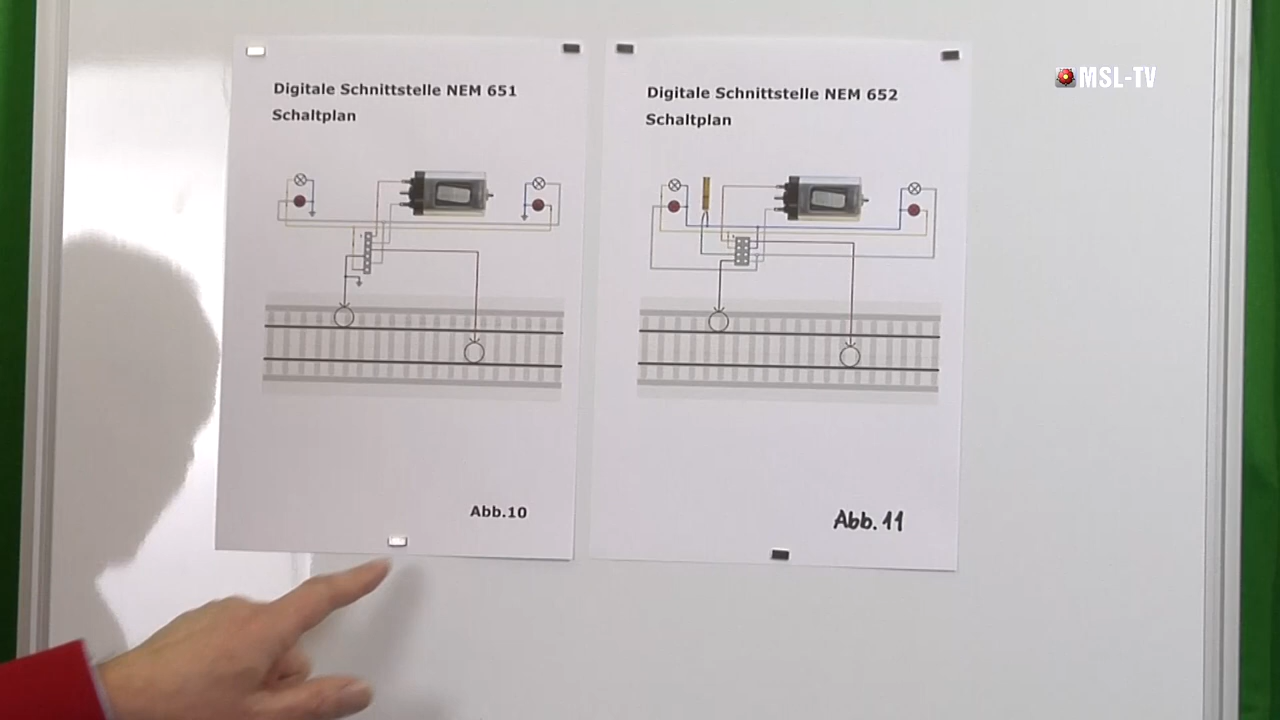 Digitale Schnittstelle NEM 651
Schaltplan
Abb.10
Digitale Schnittstelle NEM 652
Schaltplan
Abb. 11
MSL-TV